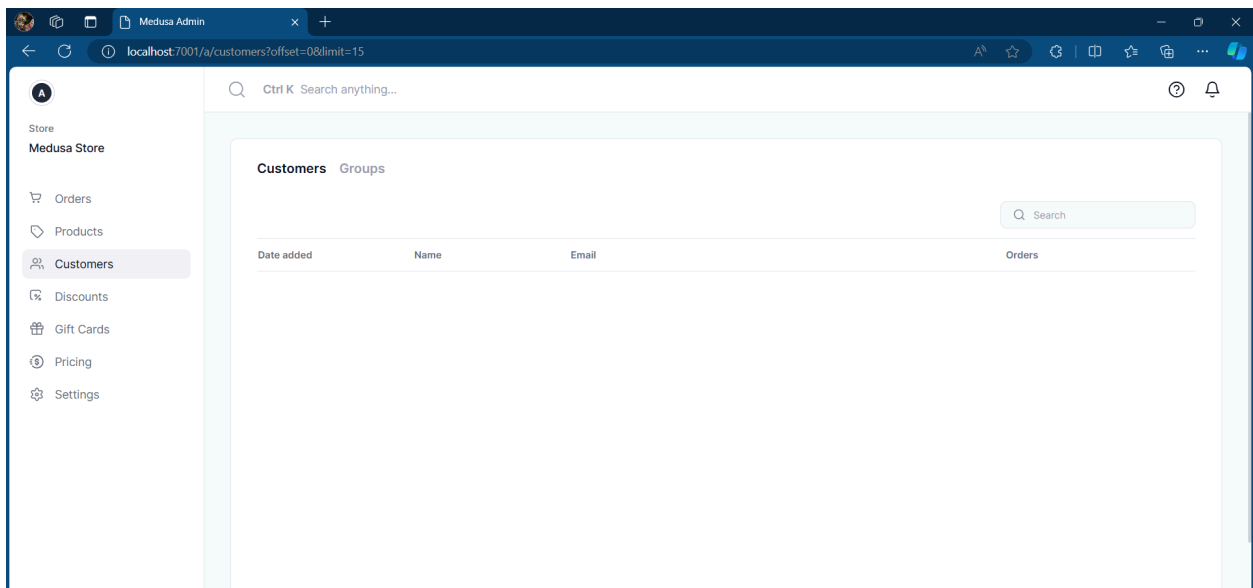 Medusa Admin
localhost:7001/a/customers?offset=0&limit=15
A
Ctrl K Search anything...
Store
Medusa Store
Orders
Products
Customers
Discounts
Gift Cards
Pricing
Settings
Customers Groups
Search
Date added Name Email Orders